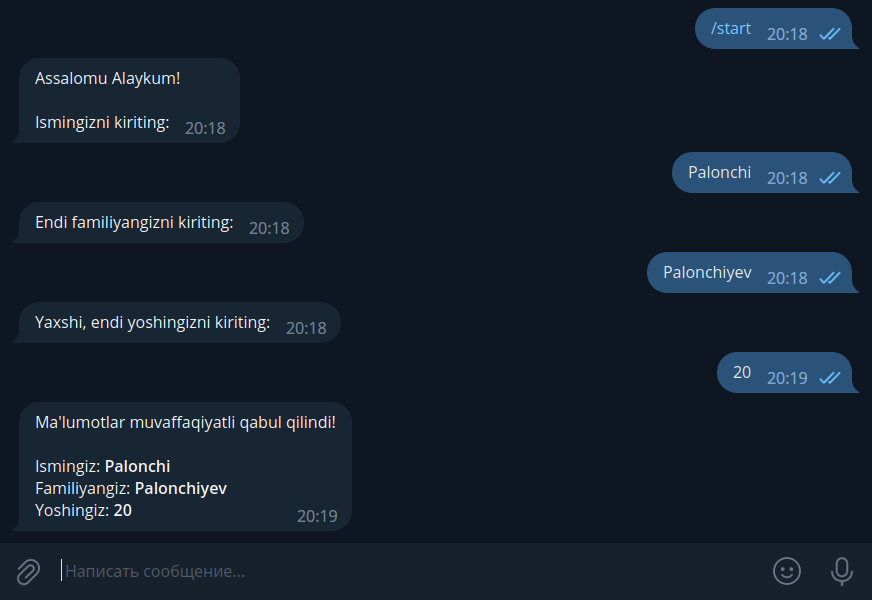 /start 20:18
Assalomu Alaykum!
Ismingizni kiriting: 20:18
Palonchi 20:18
Endi familiyangizni kiriting: 20:18
Palonchiyev 20:18
Yaxshi, endi yoshingizni kiriting: 20:18
20 20:19
Ma'lumotlar muvaffaqiyatli qabul qilindi!
Ismingiz: Palonchi
Familiyangiz: Palonchiyev
Yoshingiz: 20 20:19
Написать сообщение...